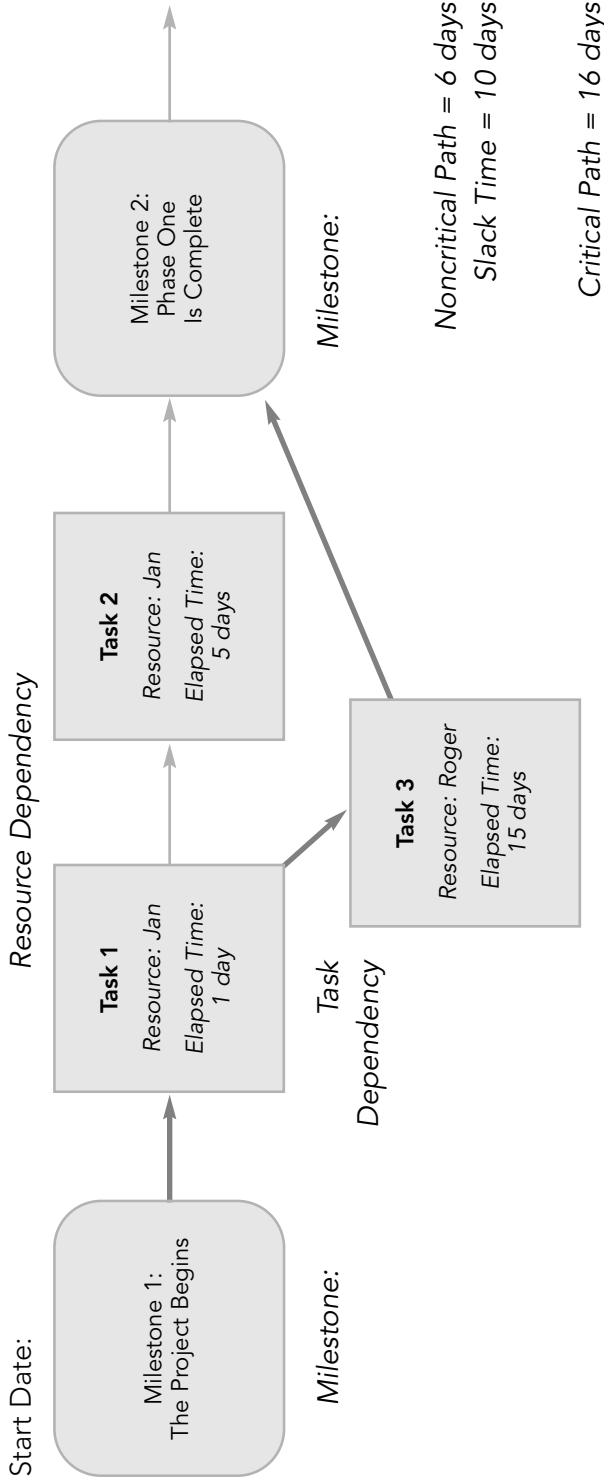 Start Date:
Milestone 1:
The Project Begins
Milestone:
Resource Dependency
Task 1
Resource: Jan
Elapsed Time:
1 day
Task
Dependency
Task 2
Resource: Jan
Elapsed Time:
5 days
Task 3
Resource: Roger
Elapsed Time:
15 days
Milestone 2:
Phase One
Is Complete
Milestone:
Noncritical Path = 6 days
Slack Time = 10 days
Critical Path = 16 days